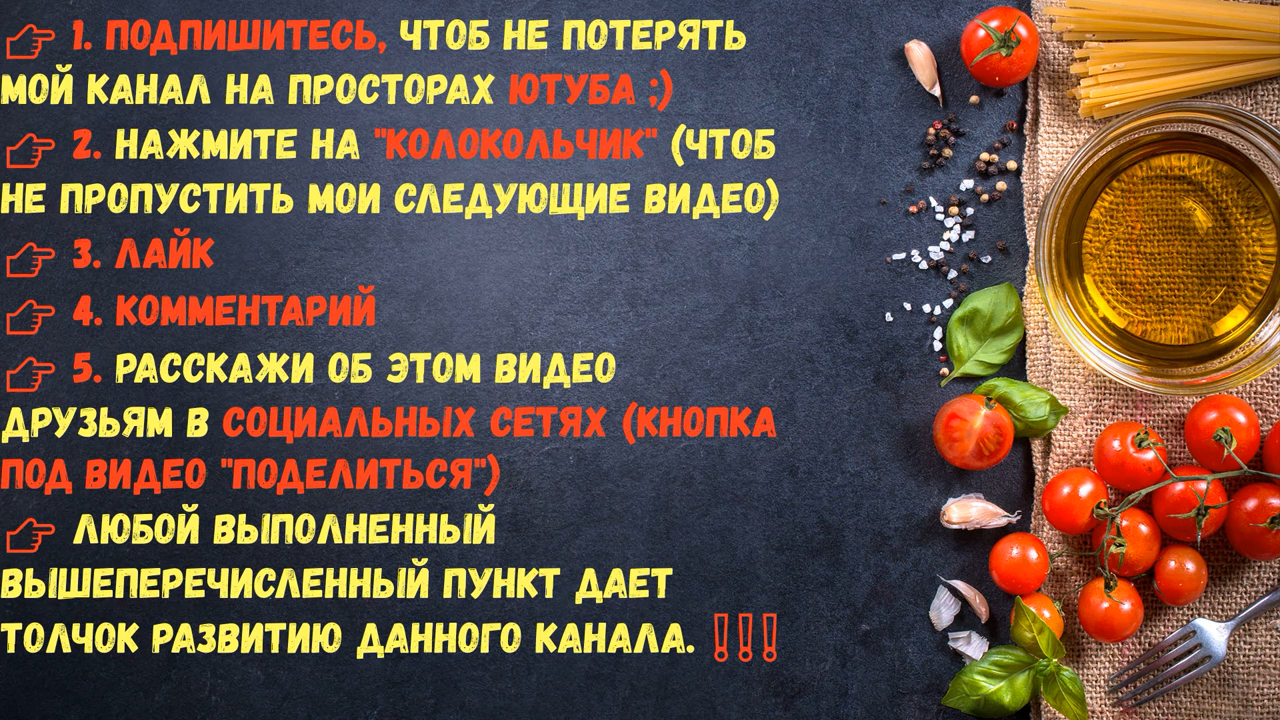 👉 1. ПОДПИШИТЕСЬ, ЧТОБ НЕ ПОТЕРЯТЬ
МОЙ КАНАЛ НА ПРОСТОРАХ ЮТУБА ;)
👉 2. НАЖМИТЕ НА "КОЛОКОЛЬЧИК" (ЧТОБ
НЕ ПРОПУСТИТЬ МОИ СЛЕДУЮЩИЕ ВИДЕО)
👉 3. ЛАЙК
👉 4. КОММЕНТАРИЙ
👉 5. РАССКАЖИ ОБ ЭТОМ ВИДЕО
ДРУЗЬЯМ В СОЦИАЛЬНЫХ СЕТЯХ (КНОПКА
ПОД ВИДЕО "ПОДЕЛИТЬСЯ")
👉 ЛЮБОЙ ВЫПОЛНЕННЫЙ
ВЫШЕПЕРЕЧИСЛЕННЫЙ ПУНКТ ДАЕТ
ТОЛЧОК РАЗВИТИЮ ДАННОГО КАНАЛА. !!!